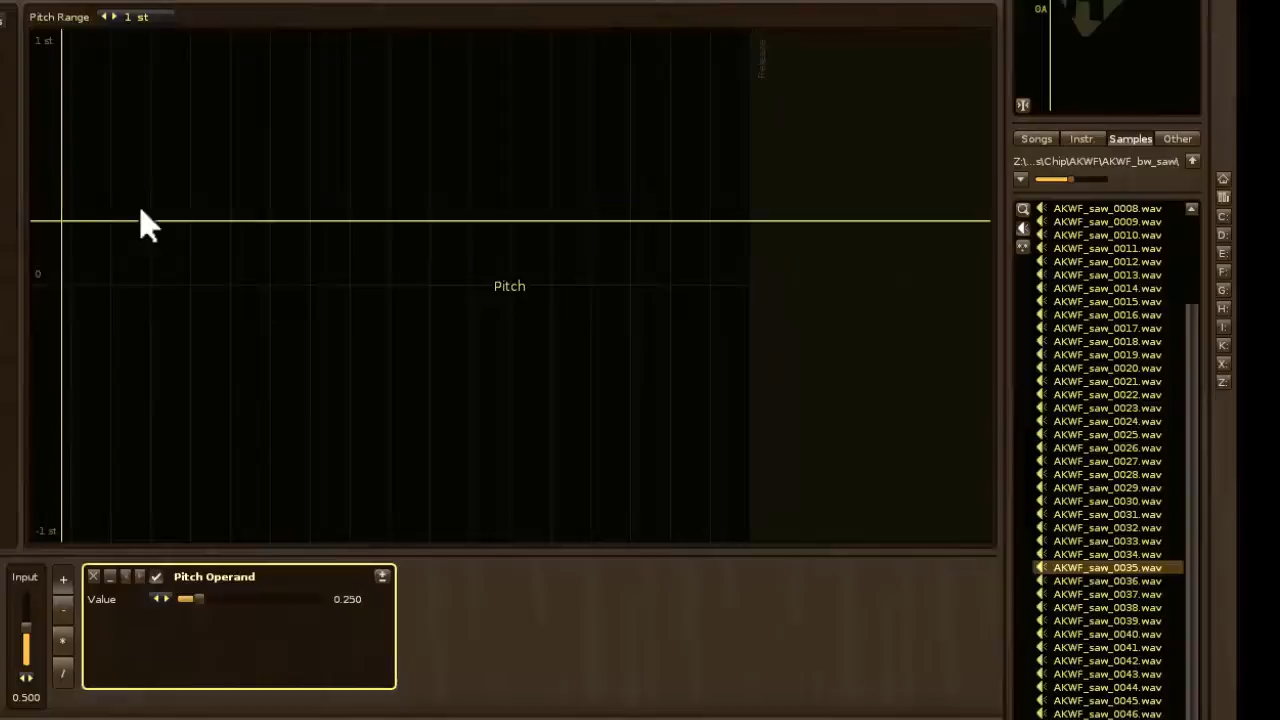 Pitch Range 1 st
1 st
Release
0
Pitch
-1 st
Input
0.500
+
-
*
/
Pitch Operand
Value 0.250
Songs Instr. Samples Other
Z:\...s\Chip\AKWF\AKWF_bw_saw\
AKWF_saw_0008.wav
AKWF_saw_0009.wav
AKWF_saw_0010.wav
AKWF_saw_0011.wav
AKWF_saw_0012.wav
AKWF_saw_0013.wav
AKWF_saw_0014.wav
AKWF_saw_0015.wav
AKWF_saw_0016.wav
AKWF_saw_0017.wav
AKWF_saw_0018.wav
AKWF_saw_0019.wav
AKWF_saw_0020.wav
AKWF_saw_0021.wav
AKWF_saw_0022.wav
AKWF_saw_0023.wav
AKWF_saw_0024.wav
AKWF_saw_0025.wav
AKWF_saw_0026.wav
AKWF_saw_0027.wav
AKWF_saw_0028.wav
AKWF_saw_0029.wav
AKWF_saw_0030.wav
AKWF_saw_0031.wav
AKWF_saw_0032.wav
AKWF_saw_0033.wav
AKWF_saw_0034.wav
AKWF_saw_0035.wav
AKWF_saw_0036.wav
AKWF_saw_0037.wav
AKWF_saw_0038.wav
AKWF_saw_0039.wav
AKWF_saw_0040.wav
AKWF_saw_0041.wav
AKWF_saw_0042.wav
AKWF_saw_0043.wav
AKWF_saw_0044.wav
AKWF_saw_0045.wav
AKWF_saw_0046.wav
C:
D:
E:
F:
G:
H:
I:
K:
X:
Z: